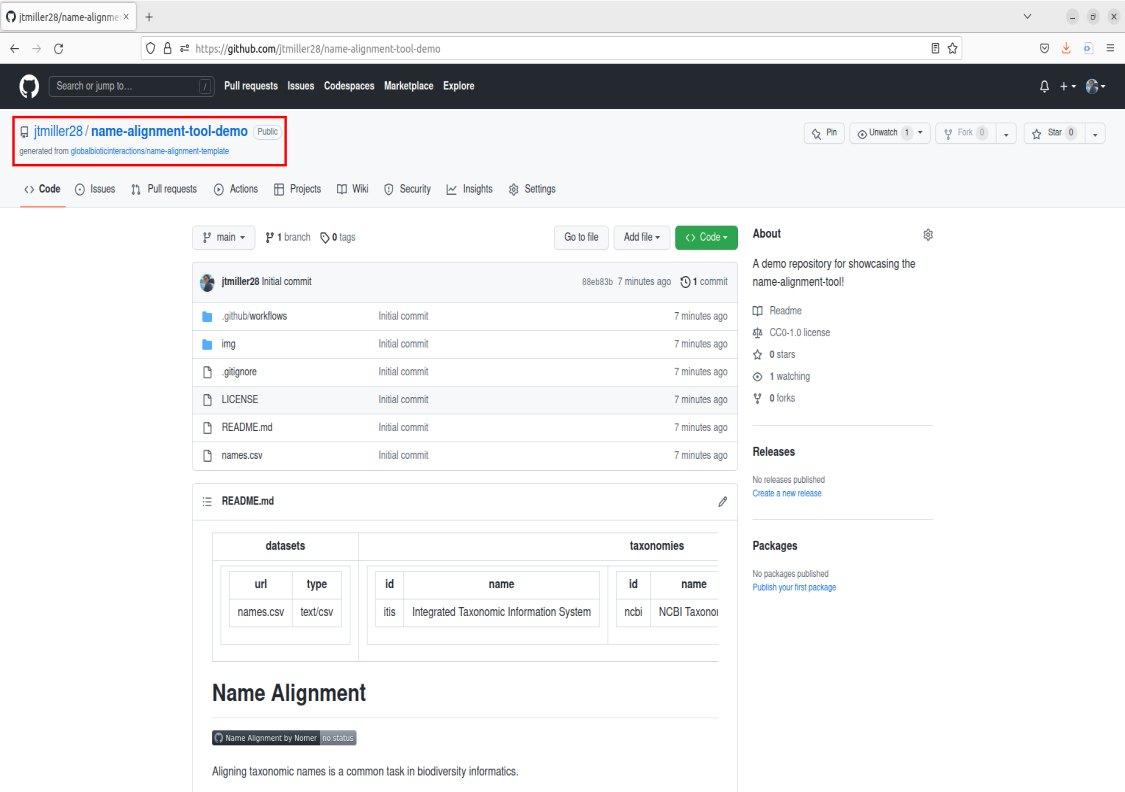 jtmiller28/name-alignme
https://github.com/jtmiller28/name-alignment-tool-demo
Search or jump to... /
Pull requests Issues Codespaces Marketplace Explore
jtmiller28 / name-alignment-tool-demo Public
generated from globalbioticinteractions/name-alignment-template
Pin Unwatch 1 Fork 0 Star 0
Code Issues Pull requests Actions Projects Wiki Security Insights Settings
main 1 branch 0 tags Go to file Add file Code
jtmiller28 Initial commit 88eb83b 7 minutes ago 1 commit
.github/workflows Initial commit 7 minutes ago
img Initial commit 7 minutes ago
.gitignore Initial commit 7 minutes ago
LICENSE Initial commit 7 minutes ago
README.md Initial commit 7 minutes ago
names.csv Initial commit 7 minutes ago
README.md
datasets taxonomies
url type id name id name
names.csv text/csv itis Integrated Taxonomic Information System ncbi NCBI Taxonor
Name Alignment
Name Alignment by Nomer no status
Aligning taxonomic names is a common task in biodiversity informatics.
About
A demo repository for showcasing the
name-alignment-tool!
Readme
CC0-1.0 license
0 stars
1 watching
0 forks
Releases
No releases published
Create a new release
Packages
No packages published
Publish your first package